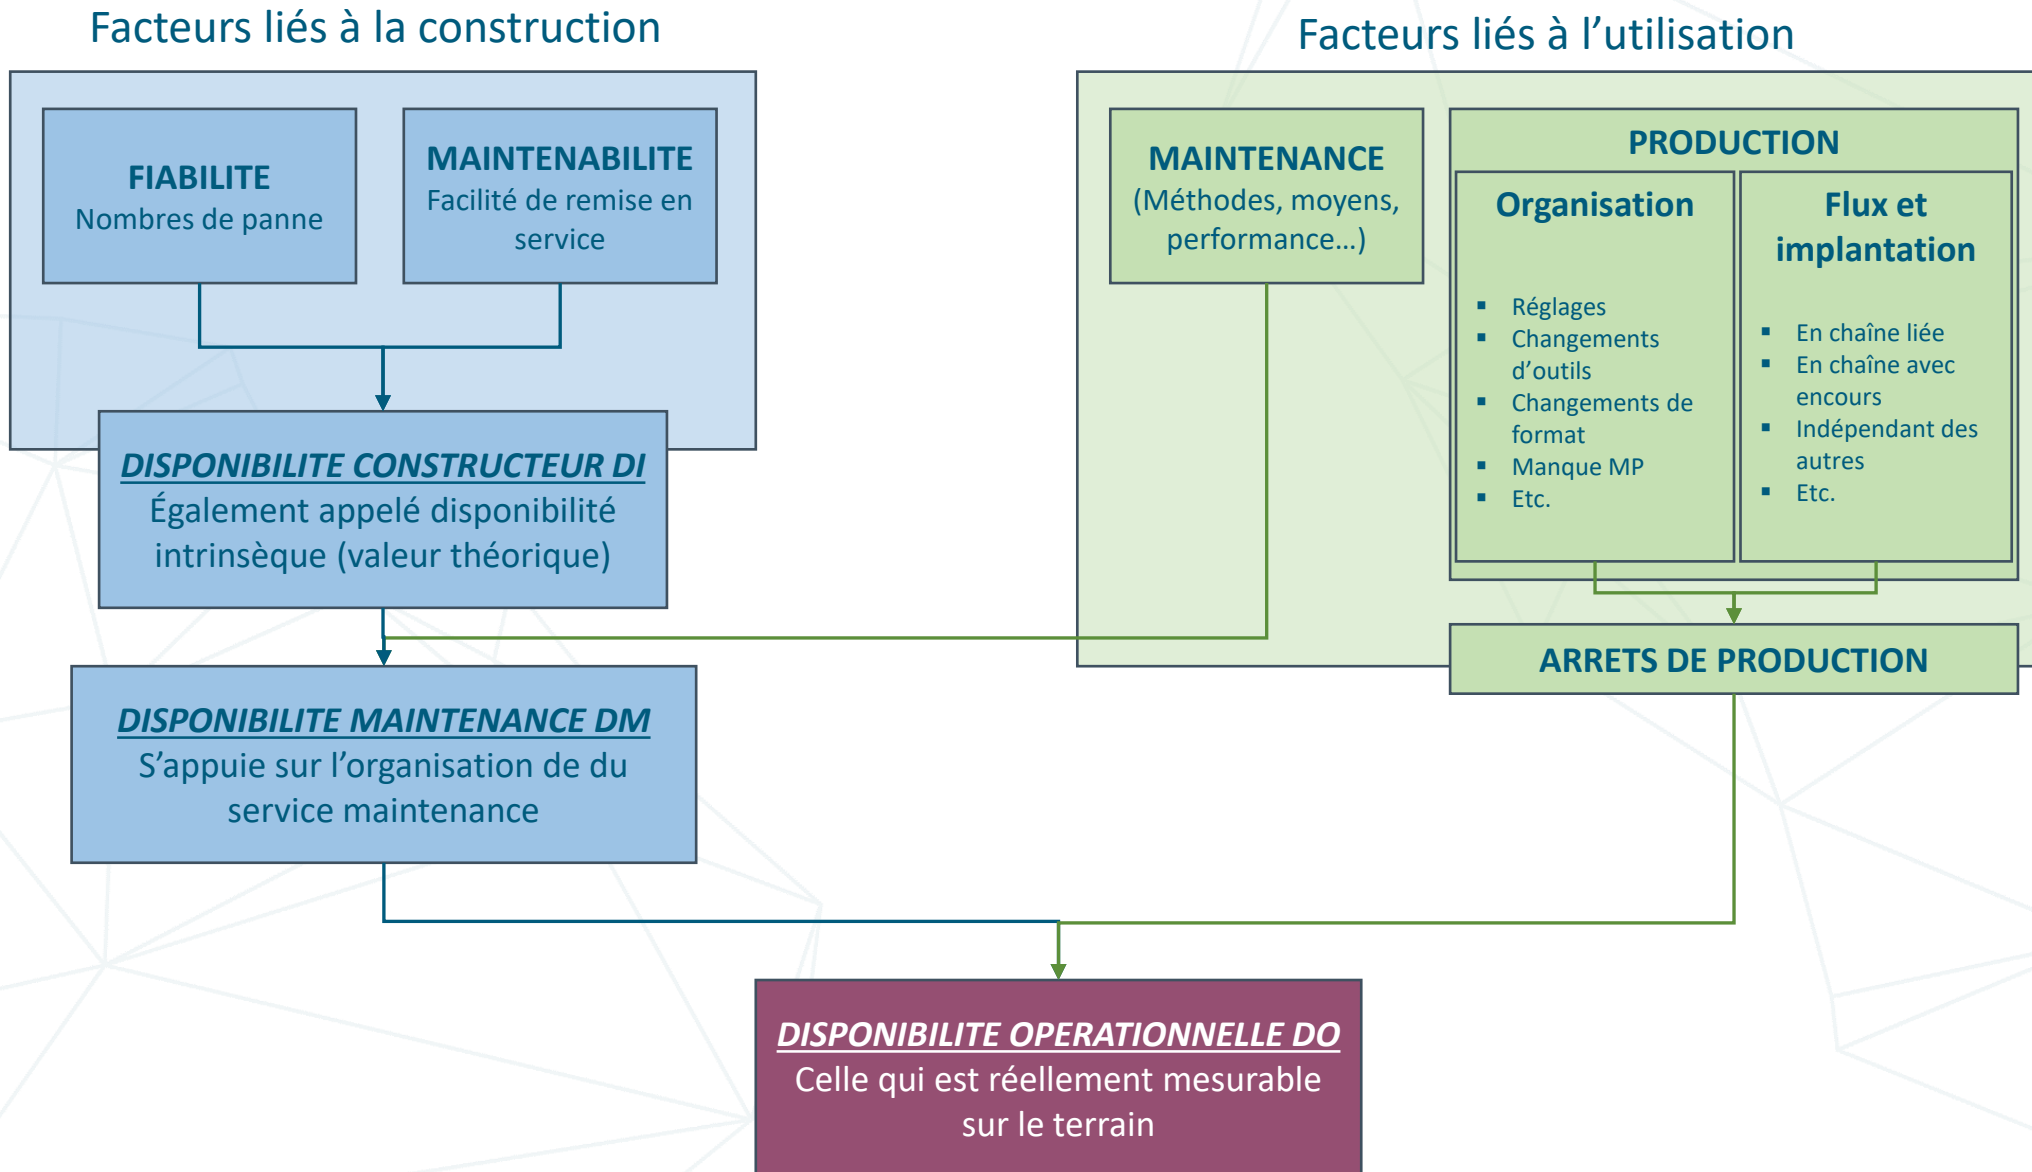 Facteurs liés à la construction
FIABILITE
Nombres de panne
MAINTENABILITE
Facilité de remise en
service
DISPONIBILITE CONSTRUCTEUR DI
Également appelé disponibilité
intrinsèque (valeur théorique)
DISPONIBILITE MAINTENANCE DM
S’appuie sur l’organisation de du
service maintenance
Facteurs liés à l’utilisation
MAINTENANCE
(Méthodes, moyens,
performance…)
PRODUCTION
Organisation
▪ Réglages
▪ Changements
d’outils
▪ Changements de
format
▪ Manque MP
▪ Etc.
Flux et
implantation
▪ En chaîne liée
▪ En chaîne avec
encours
▪ Indépendant des
autres
▪ Etc.
ARRETS DE PRODUCTION
DISPONIBILITE OPERATIONNELLE DO
Celle qui est réellement mesurable
sur le terrain